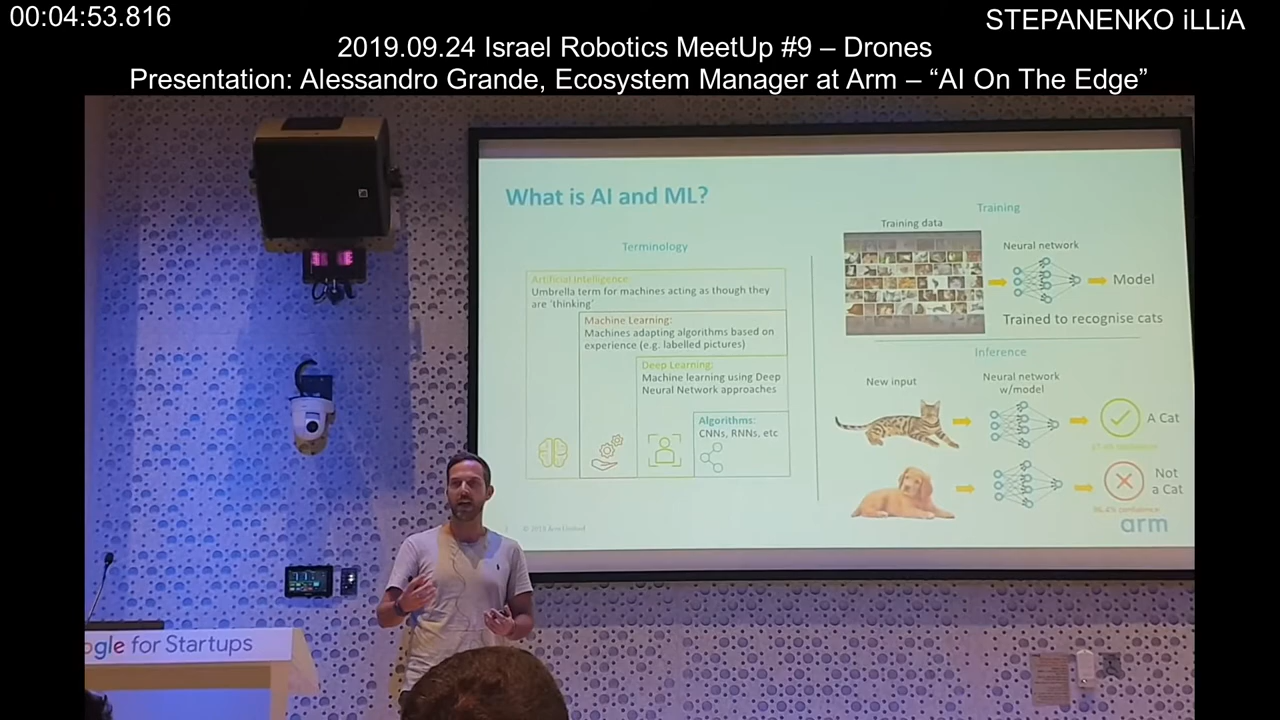 00:04:53.816
STEPANENKO iLLiA
2019.09.24 Israel Robotics MeetUp #9 – Drones
Presentation: Alessandro Grande, Ecosystem Manager at Arm – “AI On The Edge”
What is AI and ML?
Terminology
Artificial Intelligence:
Umbrella term for machines acting as though they
are ‘thinking’
Machine Learning:
Machines adapting algorithms based on
experience (e.g. labelled pictures)
Deep Learning:
Machine learning using Deep
Neural Network approaches
Algorithms:
CNNs, RNNs, etc
© 2019 Arm Limited
Training
Training data
Neural network
Model
Trained to recognise cats
Inference
New input
Neural network
w/model
A Cat
Not
a Cat
arm
gle for Startups